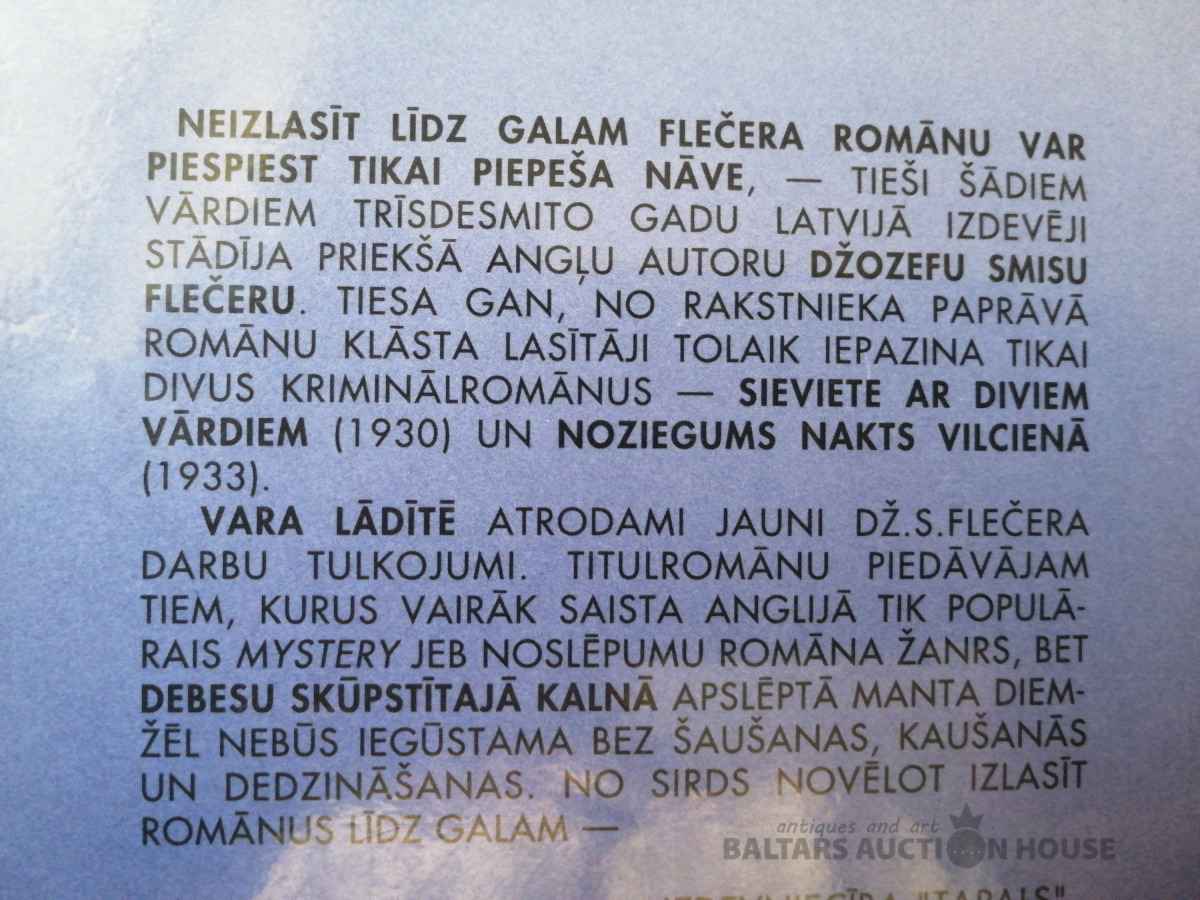 NEIZLASĪT LĪDZ GALAM FLEČERA ROMĀNU VAR
PIESPIEST TIKAI PIEPEŠA NĀVE, — TIEŠI ŠĀDIEM
VĀRDIEM TRĪSDESMITO GADU LATVIJĀ IZDEVĒJI
STĀDĪJA PRIEKŠĀ ANGĻU AUTORU DŽOZEFU SMISU
FLEČERU. TIESA GAN, NO RAKSTNIEKA PAPRĀVĀ
ROMĀNU KLĀSTA LASĪTĀJI TOLAIK IEPAZINA TIKAI
DIVUS KRIMINĀLROMĀNUS — SIEVIETE AR DIVIEM
VĀRDIEM (1930) UN NOZIEGUMS NAKTS VILCIENĀ
(1933).
VARA LĀDĪTĒ ATRODAMI JAUNI DŽ.S.FLEČERA
DARBU TULKOJUMI. TITULROMĀNU PIEDĀVĀJAM
TIEM, KURUS VAIRĀK SAISTA ANGLIJĀ TIK POPULĀ-
RAIS MYSTERY JEB NOSLĒPUMU ROMĀNA ŽANRS, BET
DEBESU SKŪPSTĪTAJĀ KALNĀ APSLĒPTĀ MANTA DIEM-
ŽĒL NEBŪS IEGŪSTAMA BEZ ŠAUŠANAS, KAUŠANĀS
UN DEDZINĀŠANAS. NO SIRDS NOVĒLOT IZLASĪT
ROMĀNUS LĪDZ GALAM —
antiques and art
BALTARS AUCTION HOUSE